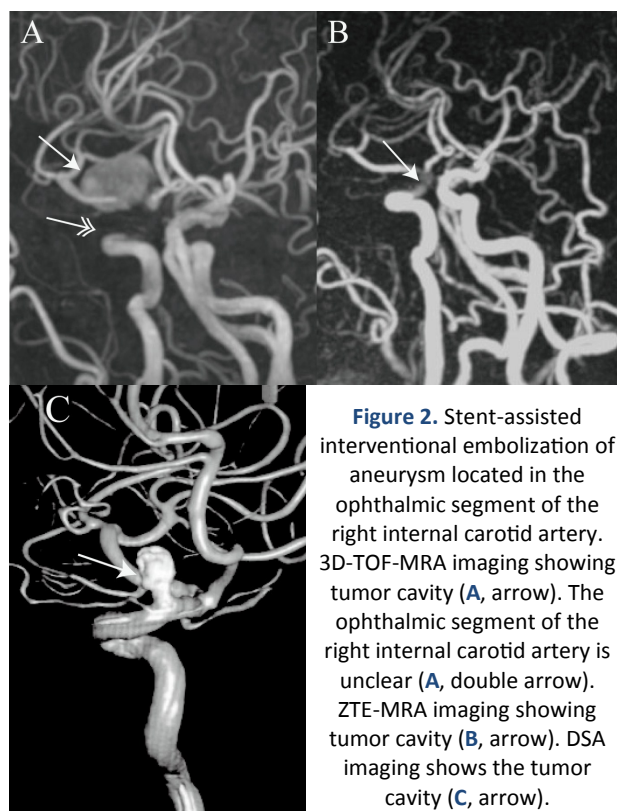 A
B
C
Figure 2. Stent-assisted
interventional embolization of
aneurysm located in the
ophthalmic segment of the
right internal carotid artery.
3D-TOF-MRA imaging showing
tumor cavity (A, arrow). The
ophthalmic segment of the
right internal carotid artery is
unclear (A, double arrow).
ZTE-MRA imaging showing
tumor cavity (B, arrow). DSA
imaging shows the tumor
cavity (C, arrow).